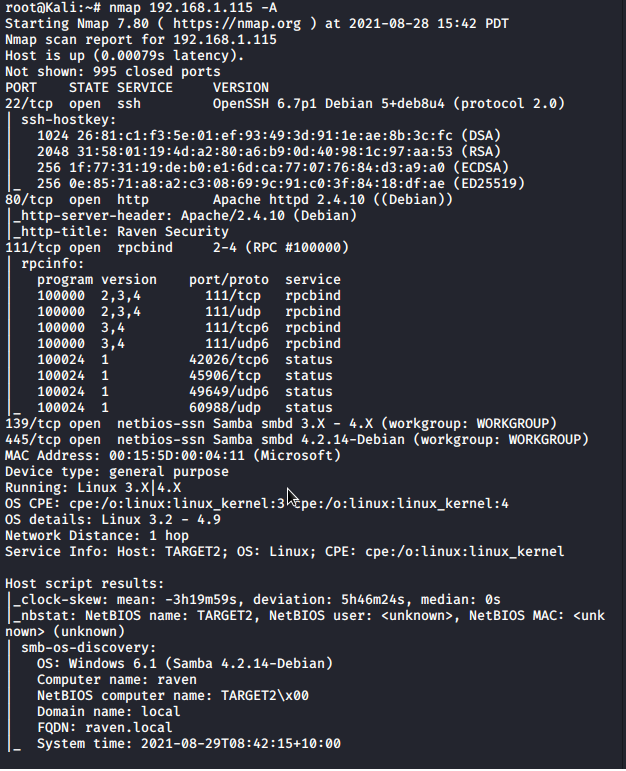 root@Kali:~# nmap 192.168.1.115 -A
Starting Nmap 7.80 ( https://nmap.org ) at 2021-08-28 15:42 PDT
Nmap scan report for 192.168.1.115
Host is up (0.00079s latency).
Not shown: 995 closed ports
PORT    STATE SERVICE     VERSION
22/tcp  open  ssh         OpenSSH 6.7p1 Debian 5+deb8u4 (protocol 2.0)
| ssh-hostkey:
|   1024 26:81:c1:f3:5e:01:ef:93:49:3d:91:1e:ae:8b:3c:fc (DSA)
|   2048 31:58:01:19:4d:a2:80:a6:b9:0d:40:98:1c:97:aa:53 (RSA)
|   256 1f:77:31:19:de:b0:e1:6d:ca:77:07:76:84:d3:a9:a0 (ECDSA)
|_  256 0e:85:71:a8:a2:c3:08:69:9c:91:c0:3f:84:18:df:ae (ED25519)
80/tcp  open  http        Apache httpd 2.4.10 ((Debian))
|_http-server-header: Apache/2.4.10 (Debian)
|_http-title: Raven Security
111/tcp open  rpcbind     2-4 (RPC #100000)
| rpcinfo:
|   program version    port/proto  service
|   100000  2,3,4        111/tcp   rpcbind
|   100000  2,3,4        111/udp   rpcbind
|   100000  3,4          111/tcp6  rpcbind
|   100000  3,4          111/udp6  rpcbind
|   100024  1          42026/tcp6  status
|   100024  1          45906/tcp   status
|   100024  1          49649/udp6  status
|_  100024  1          60988/udp   status
139/tcp open  netbios-ssn Samba smbd 3.X - 4.X (workgroup: WORKGROUP)
445/tcp open  netbios-ssn Samba smbd 4.2.14-Debian (workgroup: WORKGROUP)
MAC Address: 00:15:5D:00:04:11 (Microsoft)
Device type: general purpose
Running: Linux 3.X|4.X
OS CPE: cpe:/o:linux:linux_kernel:3 cpe:/o:linux:linux_kernel:4
OS details: Linux 3.2 - 4.9
Network Distance: 1 hop
Service Info: Host: TARGET2; OS: Linux; CPE: cpe:/o:linux:linux_kernel
Host script results:
|_clock-skew: mean: -3h19m59s, deviation: 5h46m24s, median: 0s
|_nbstat: NetBIOS name: TARGET2, NetBIOS user: <unknown>, NetBIOS MAC: <unk
nown> (unknown)
| smb-os-discovery:
|   OS: Windows 6.1 (Samba 4.2.14-Debian)
|   Computer name: raven
|   NetBIOS computer name: TARGET2\x00
|   Domain name: local
|   FQDN: raven.local
|_  System time: 2021-08-29T08:42:15+10:00